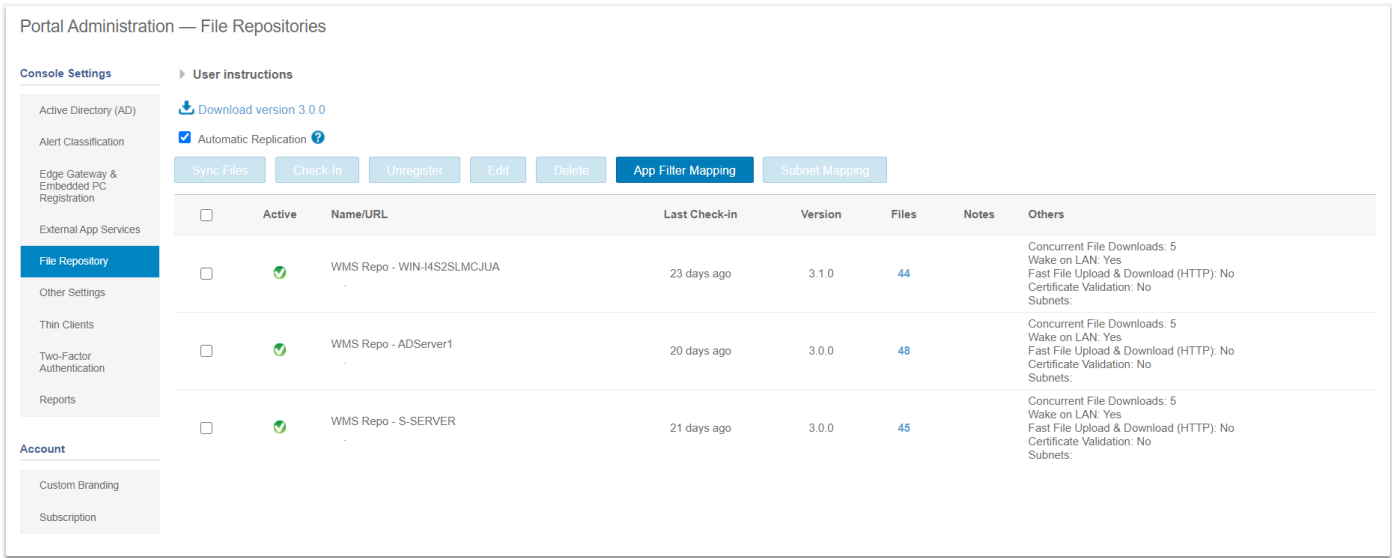 Portal Administration — File Repositories
Console Settings
Active Directory (AD)
Alert Classification
Edge Gateway &
Embedded PC
Registration
External App Services
File Repository
Other Settings
Thin Clients
Two-Factor
Authentication
Reports
Account
Custom Branding
Subscription
User instructions
Download version 3.0.0
Automatic Replication ?
Sync Files Check-In Unregister Edit Delete App Filter Mapping Subnet Mapping
Active Name/URL Last Check-in Version Files Notes Others
WMS Repo - WIN-I4S2SLMCJUA 23 days ago 3.1.0 44
Concurrent File Downloads: 5
Wake on LAN: Yes
Fast File Upload & Download (HTTP): No
Certificate Validation: No
Subnets:
WMS Repo - ADServer1 20 days ago 3.0.0 48
Concurrent File Downloads: 5
Wake on LAN: Yes
Fast File Upload & Download (HTTP): No
Certificate Validation: No
Subnets:
WMS Repo - S-SERVER 21 days ago 3.0.0 45
Concurrent File Downloads: 5
Wake on LAN: Yes
Fast File Upload & Download (HTTP): No
Certificate Validation: No
Subnets: